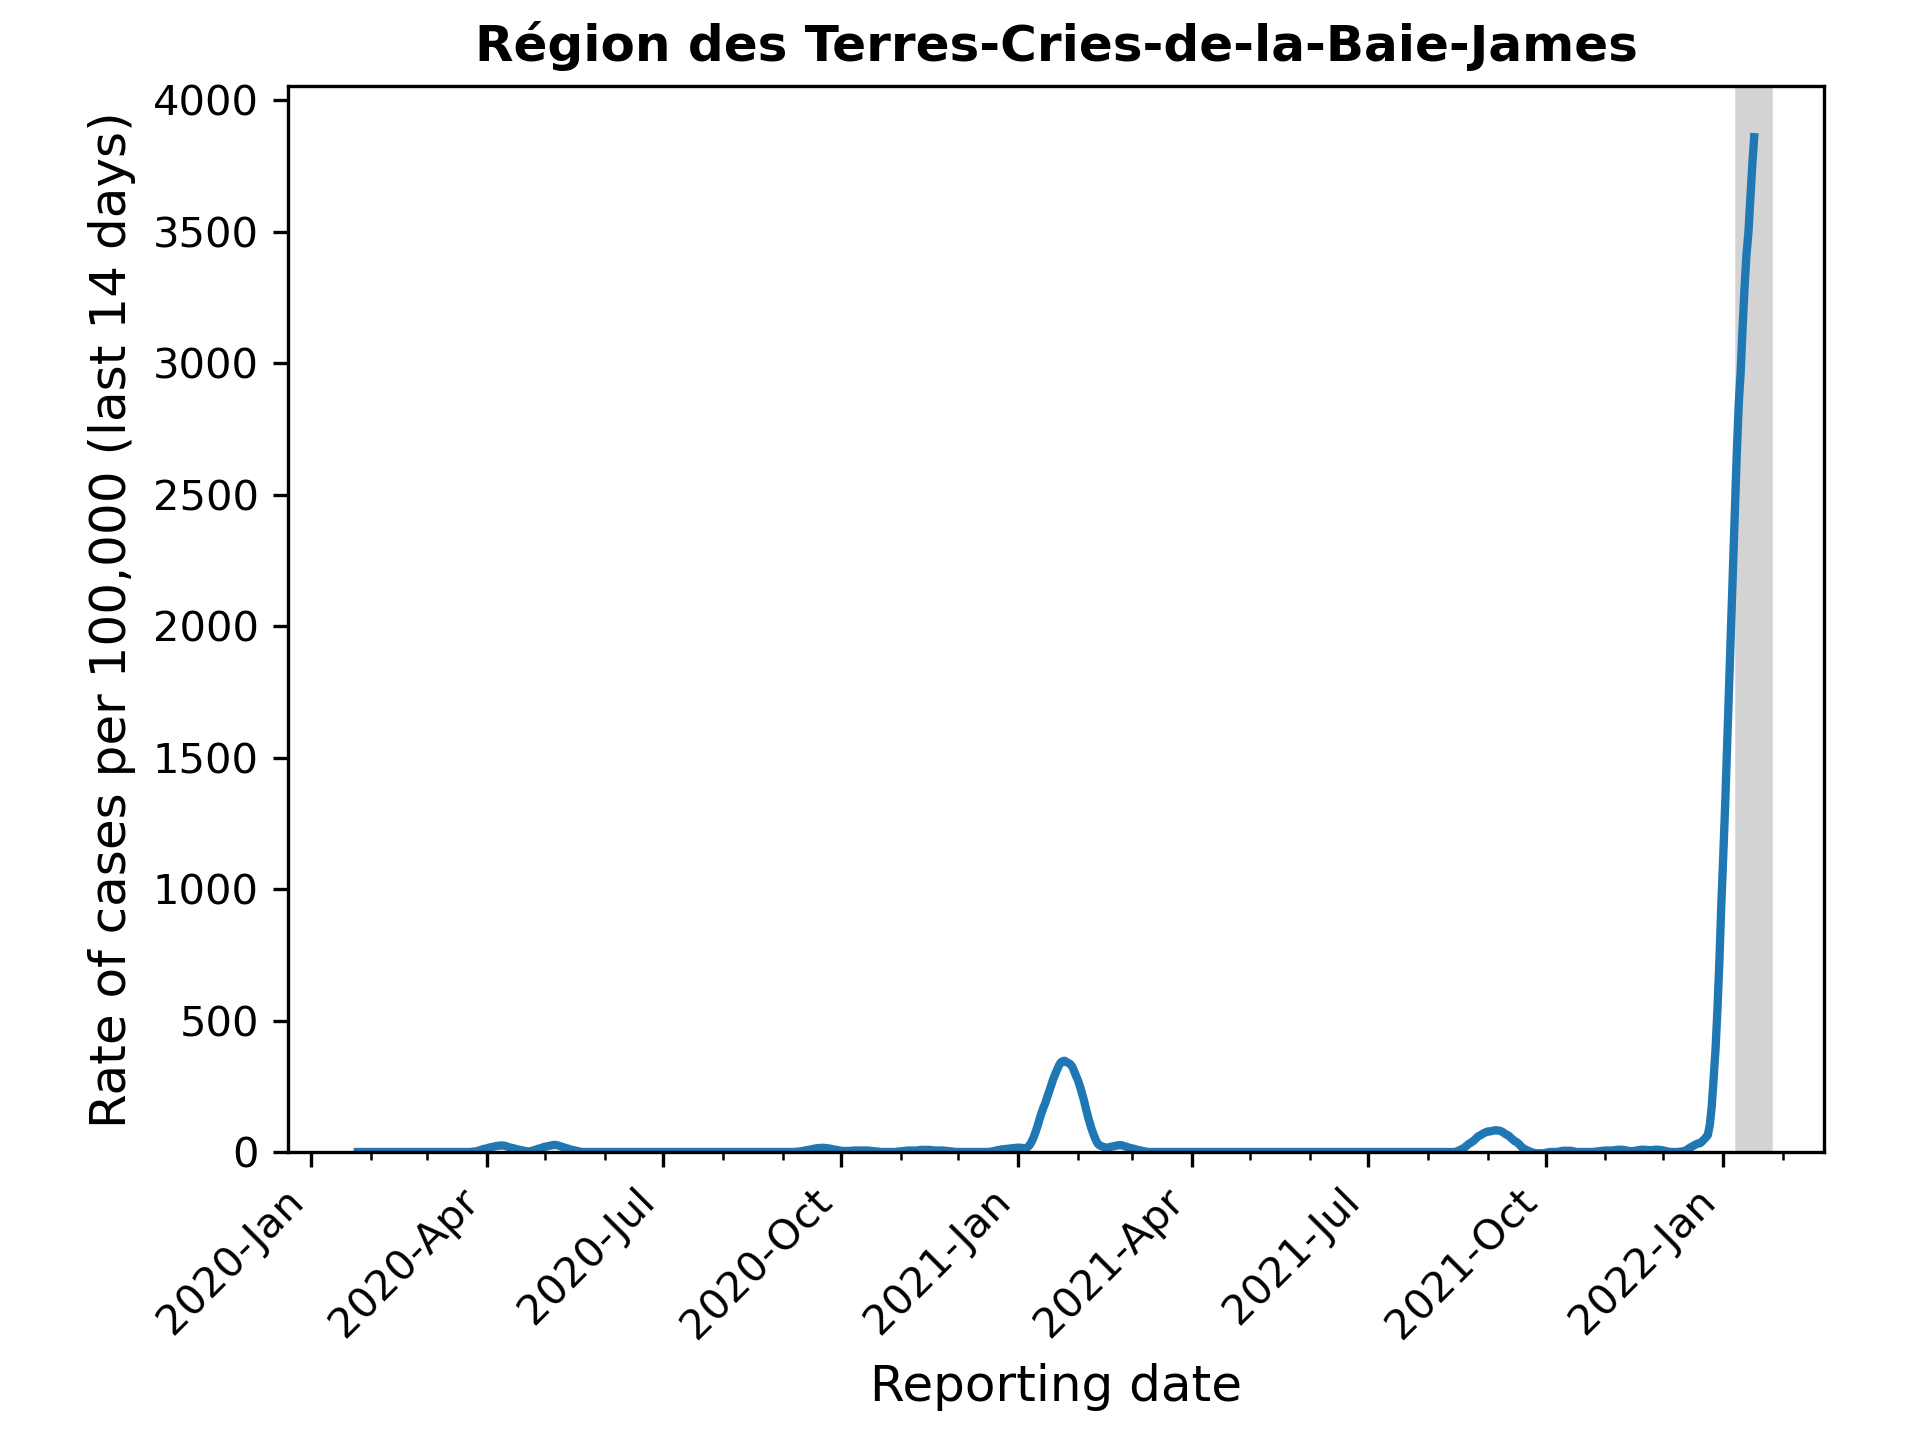 Région des Terres-Cries-de-la-Baie-James
Rate of cases per 100,000 (last 14 days)
4000
3500
3000
2500
2000
1500
1000
500
0
2020-Jan
2020-Apr
2020-Jul
2020-Oct
2021-Jan
2021-Apr
2021-Jul
2021-Oct
2022-Jan
Reporting date